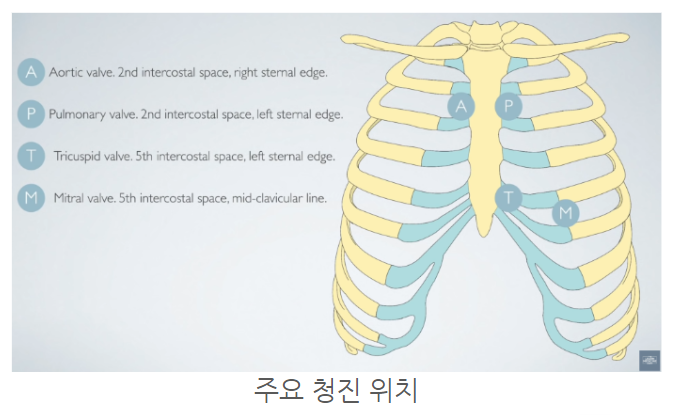 A Aortic valve. 2nd intercostal space, right sternal edge.
P Pulmonary valve. 2nd intercostal space, left sternal edge.
T Tricuspid valve. 5th intercostal space, left sternal edge.
M Mitral valve. 5th intercostal space, mid-clavicular line.
A P
T
M
주요 청진 위치